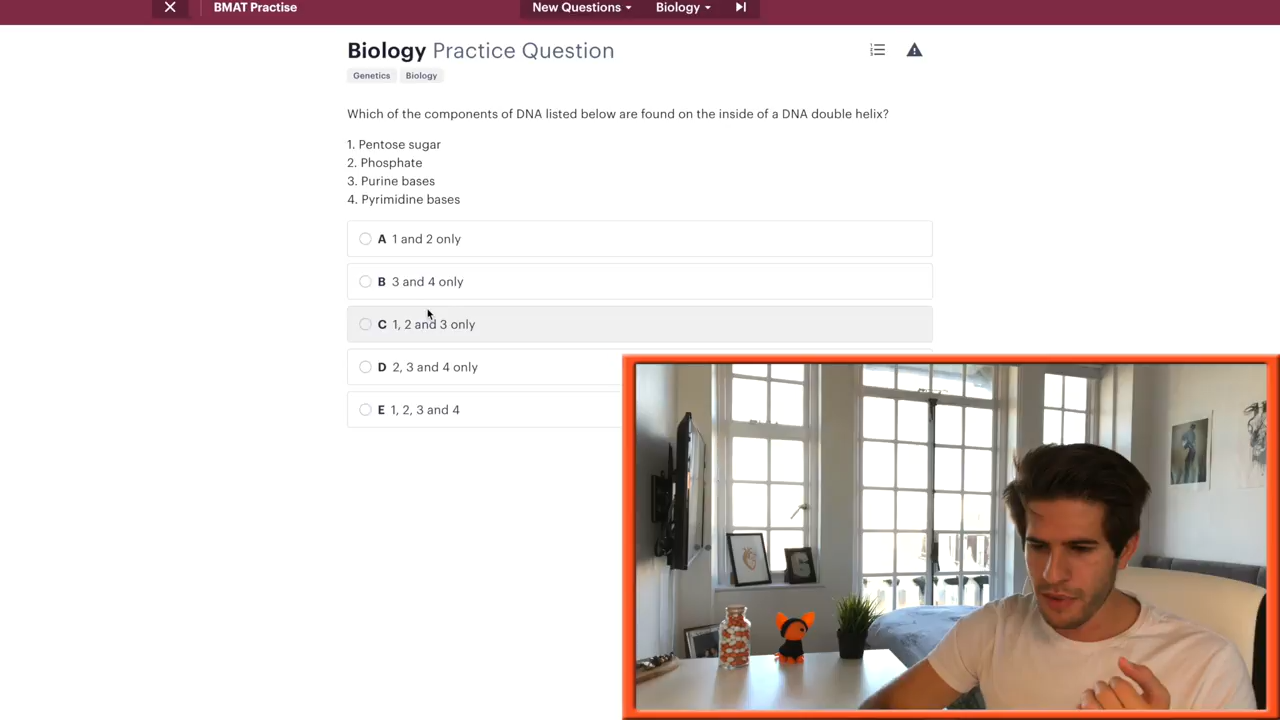 BMAT Practise
New Questions
Biology
Biology Practice Question
Genetics
Biology
Which of the components of DNA listed below are found on the inside of a DNA double helix?
1. Pentose sugar
2. Phosphate
3. Purine bases
4. Pyrimidine bases
A 1 and 2 only
B 3 and 4 only
C 1, 2 and 3 only
D 2, 3 and 4 only
E 1, 2, 3 and 4